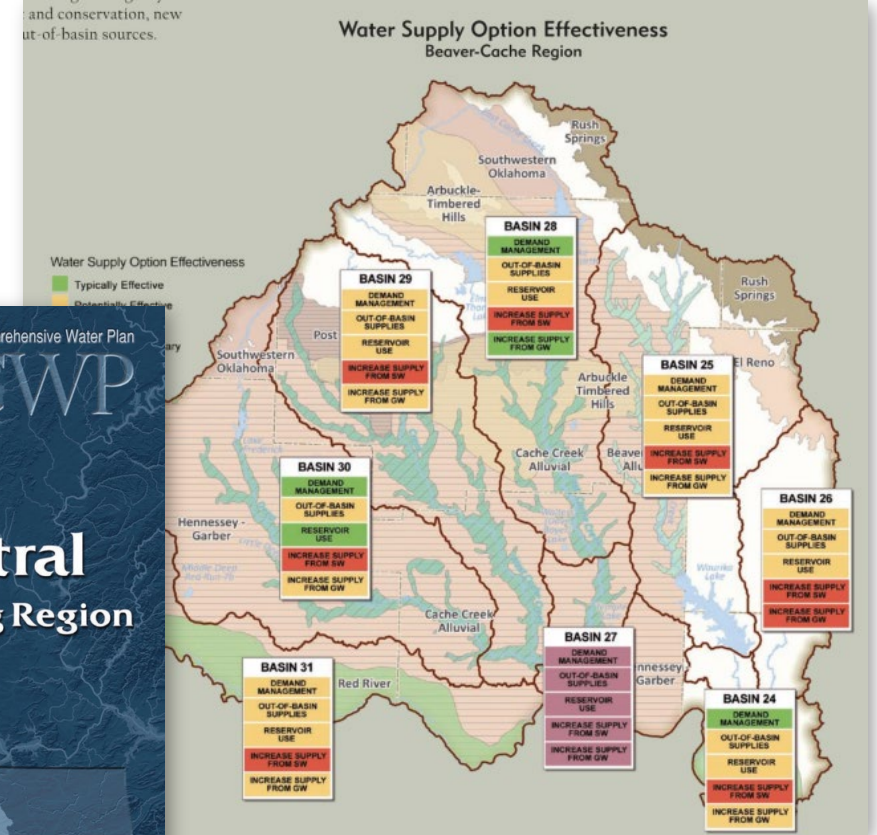 and conservation, new
ut-of-basin sources.
Water Supply Option Effectiveness
Beaver-Cache Region
Rush
Springs
Southwestern
Oklahoma
Arbuckle-
Timbered
Hills
BASIN 28
DEMAND
MANAGEMENT
OUT-OF-BASIN
SUPPLIES
RESERVOIR
USE
INCREASE SUPPLY
FROM SW
INCREASE SUPPLY
FROM GW
Water Supply Option Effectiveness
Typically Effective
Potentially Effective
BASIN 29
DEMAND
MANAGEMENT
OUT-OF-BASIN
SUPPLIES
RESERVOIR
USE
INCREASE SUPPLY
FROM SW
INCREASE SUPPLY
FROM GW
Rush
Springs
Post
Southwestern
Oklahoma
El Reno
BASIN 25
DEMAND
MANAGEMENT
OUT-OF-BASIN
SUPPLIES
RESERVOIR
USE
INCREASE SUPPLY
FROM SW
INCREASE SUPPLY
FROM GW
Arbuckle
Timbered
Hills
Cache Creek
Alluvial
Beaver
Allu
BASIN 30
DEMAND
MANAGEMENT
OUT-OF-BASIN
SUPPLIES
RESERVOIR
USE
INCREASE SUPPLY
FROM SW
INCREASE SUPPLY
FROM GW
BASIN 26
DEMAND
MANAGEMENT
OUT-OF-BASIN
SUPPLIES
RESERVOIR
USE
INCREASE SUPPLY
FROM SW
INCREASE SUPPLY
FROM GW
Hennessey -
Garber
Waurika
Lake
Cache Creek
Alluvial
BASIN 27
DEMAND
MANAGEMENT
OUT-OF-BASIN
SUPPLIES
RESERVOIR
USE
INCREASE SUPPLY
FROM SW
INCREASE SUPPLY
FROM GW
nnessey
Garber
BASIN 31
DEMAND
MANAGEMENT
OUT-OF-BASIN
SUPPLIES
RESERVOIR
USE
INCREASE SUPPLY
FROM SW
INCREASE SUPPLY
FROM GW
Red River
BASIN 24
DEMAND
MANAGEMENT
OUT-OF-BASIN
SUPPLIES
RESERVOIR
USE
INCREASE SUPPLY
FROM SW
INCREASE SUPPLY
FROM GW
rehensive Water Plan
CWP
tral
g Region